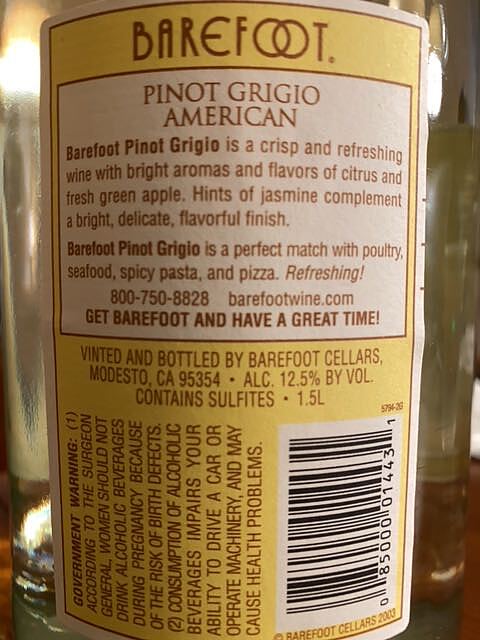 BAREFOOT.
PINOT GRIGIO
AMERICAN
Barefoot Pinot Grigio is a crisp and refreshing
wine with bright aromas and flavors of citrus and
fresh green apple. Hints of jasmine complement
a bright, delicate, flavorful finish.
Barefoot Pinot Grigio is a perfect match with poultry,
seafood, spicy pasta, and pizza. Refreshing!
800-750-8828 barefootwine.com
GET BAREFOOT AND HAVE A GREAT TIME!
VINTED AND BOTTLED BY BAREFOOT CELLARS,
MODESTO, CA 95354 • ALC. 12.5% BY VOL.
CONTAINS SULFITES • 1.5L
5794-2G
GOVERNMENT WARNING: (1)
ACCORDING TO THE SURGEON
GENERAL, WOMEN SHOULD NOT
DRINK ALCOHOLIC BEVERAGES
DURING PREGNANCY BECAUSE
OF THE RISK OF BIRTH DEFECTS.
(2) CONSUMPTION OF ALCOHOLIC
BEVERAGES IMPAIRS YOUR
ABILITY TO DRIVE A CAR OR
OPERATE MACHINERY, AND MAY
CAUSE HEALTH PROBLEMS.
0 85000 01443 1
© BAREFOOT CELLARS 2003